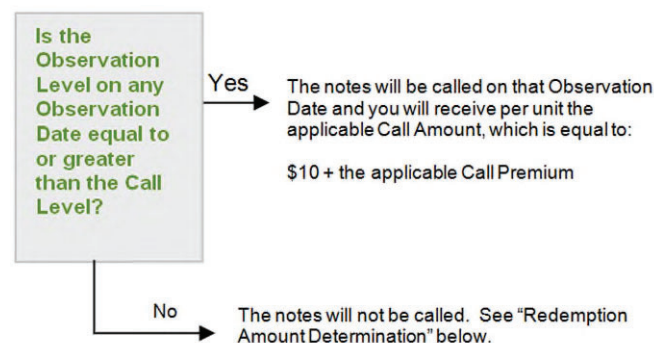 Is the
Observation
Level on any
Observation
Date equal to
or greater
than the Call
Level?
Yes
The notes will be called on that Observation
Date and you will receive per unit the
applicable Call Amount, which is equal to:
$10 + the applicable Call Premium
No
The notes will not be called. See “Redemption
Amount Determination” below.